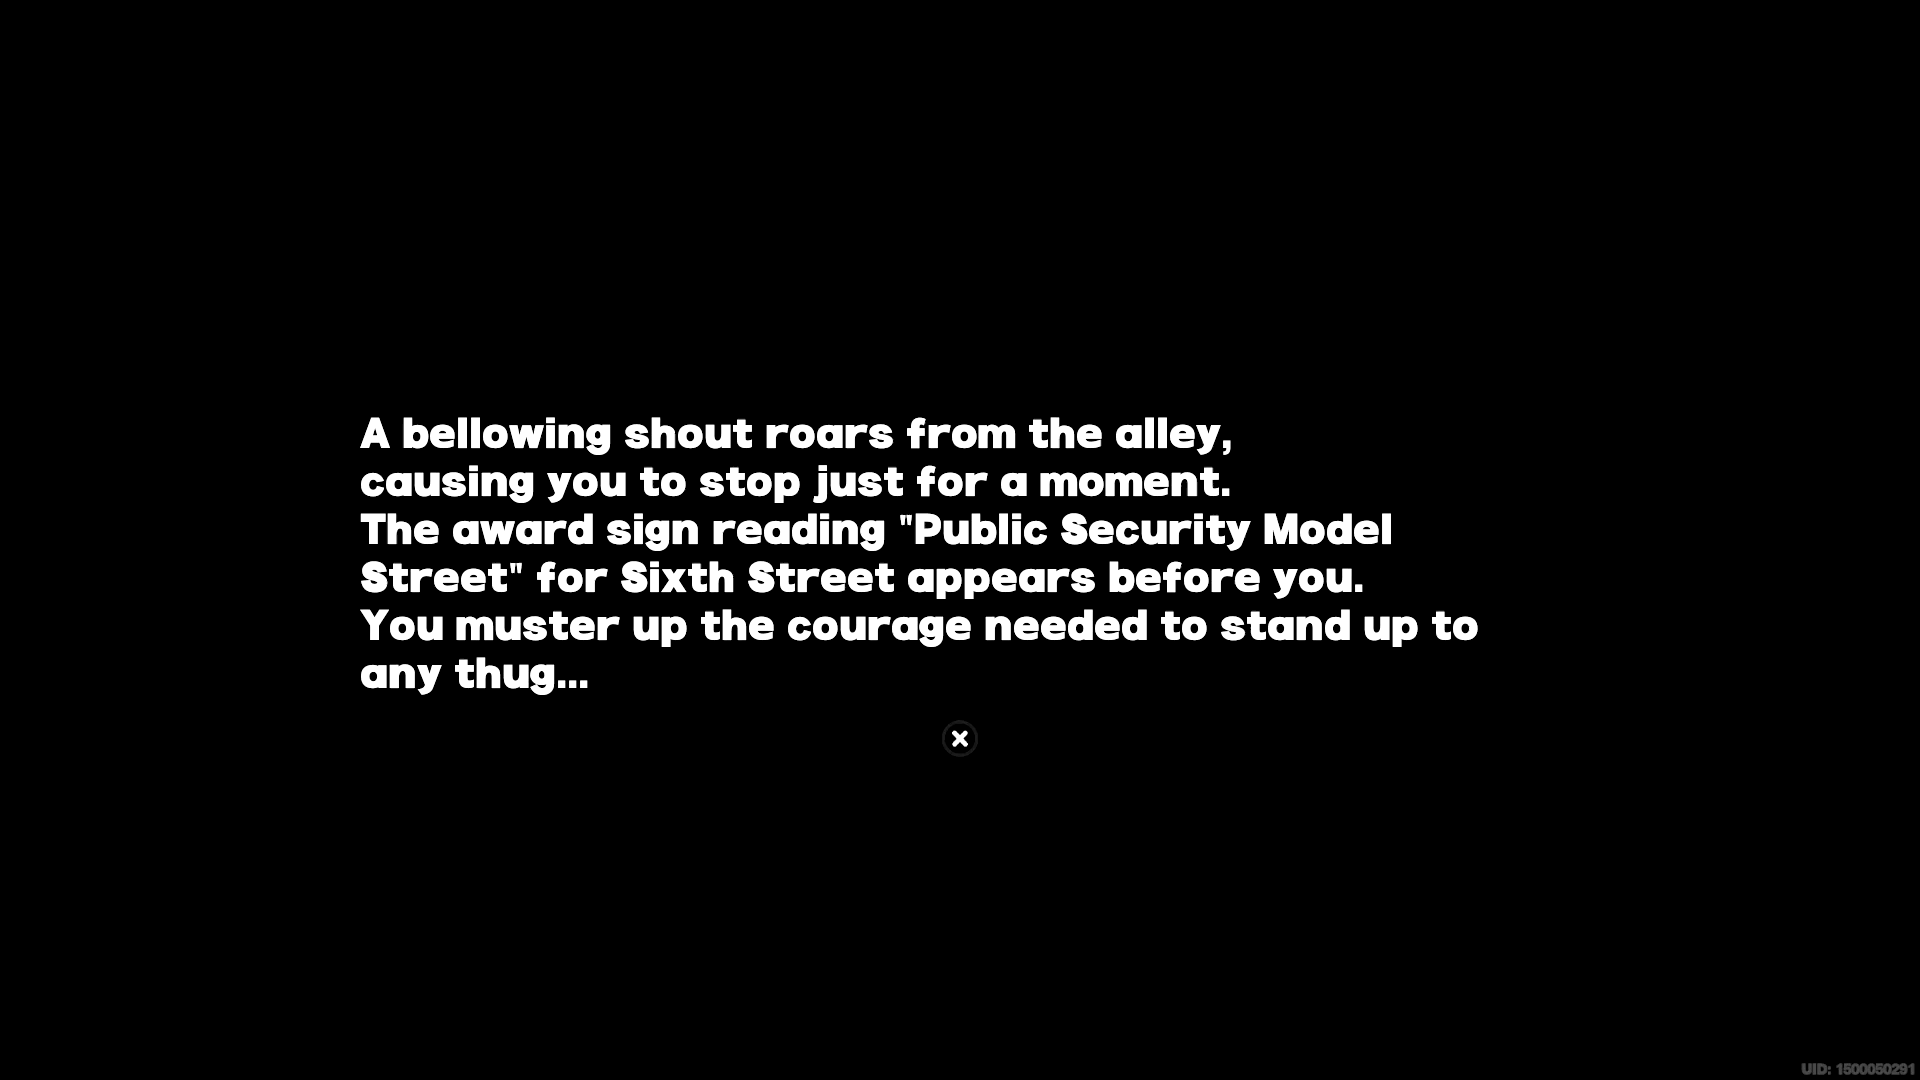 A bellowing shout roars from the alley,
causing you to stop just for a moment.
The award sign reading "Public Security Model
Street" for Sixth Street appears before you.
You muster up the courage needed to stand up to
any thug...
UID: 1500050291